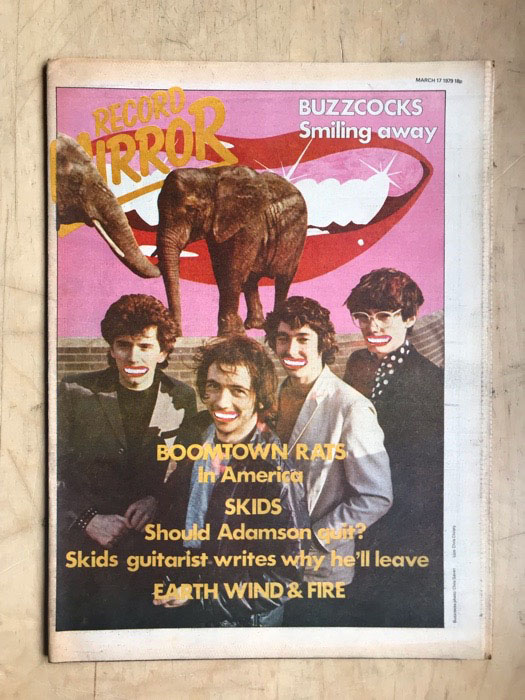 MARCH 17 1979 18p
RECORD
MIRROR
BUZZCOCKS
Smiling away
BOOMTOWN RATS
In America
SKIDS
Should Adamson quit?
Skids guitarist writes why he'll leave
EARTH WIND & FIRE